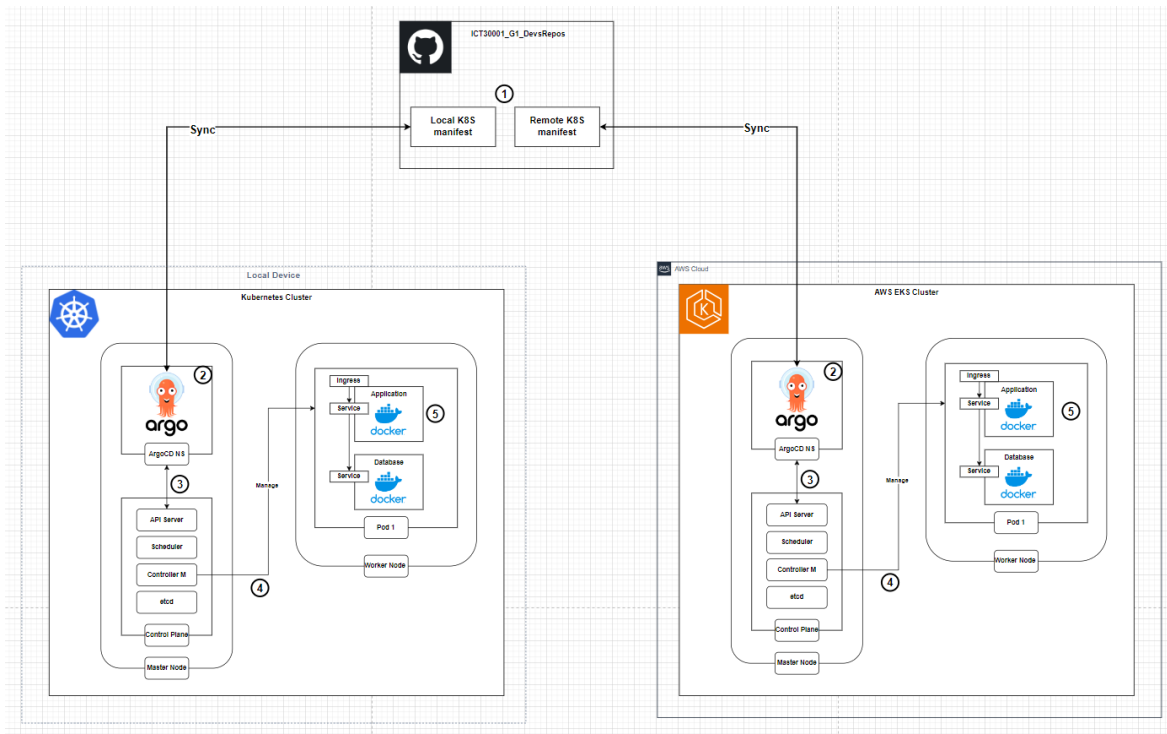 ICT30001_G1_DevsRepos
1
Local K8S
manifest
Remote K8S
manifest
Sync
Sync
Local Device
Kubernetes Cluster
2
argo
ArgoCD NS
3
API Server
Scheduler
Controller M
etcd
Control Plane
Master Node
Manage
4
Ingress
Application
Service
docker
5
Database
Service
docker
Pod 1
Worker Node
aws
AWS Cloud
AWS EKS Cluster
K
2
argo
ArgoCD NS
3
API Server
Scheduler
Controller M
etcd
Control Plane
Master Node
Manage
4
Ingress
Application
Service
docker
5
Database
Service
docker
Pod 1
Worker Node